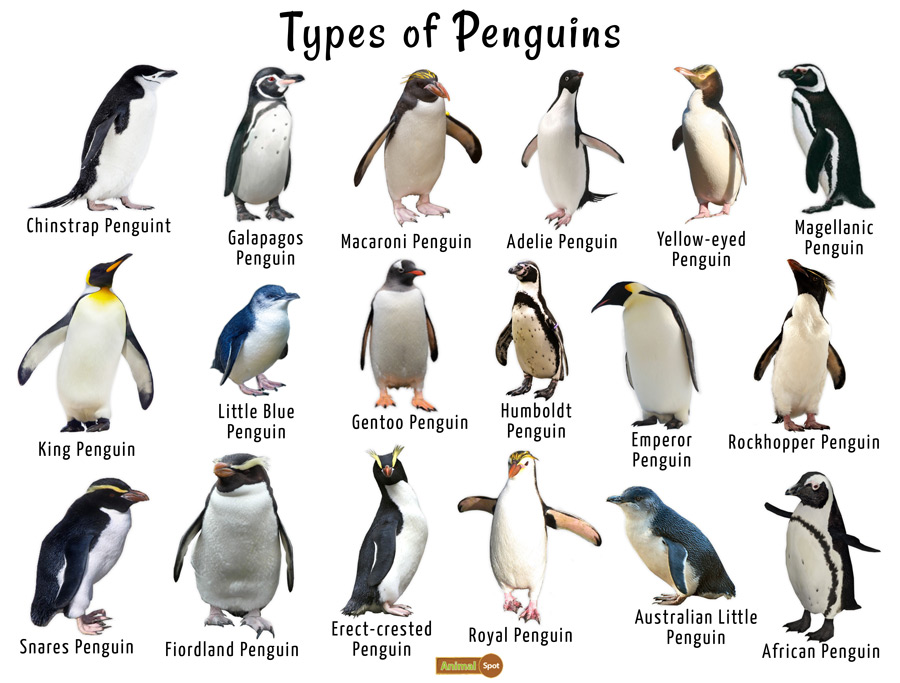 Types of Penguins
Chinstrap Penguint
Galapagos
Penguin
Macaroni Penguin
Adelie Penguin
Yellow-eyed
Penguin
Magellanic
Penguin
King Penguin
Little Blue
Penguin
Gentoo Penguin
Humboldt
Penguin
Emperor
Penguin
Rockhopper Penguin
Snares Penguin
Fiordland Penguin
Erect-crested
Penguin
Royal Penguin
Australian Little
Penguin
African Penguin
Animal Spot